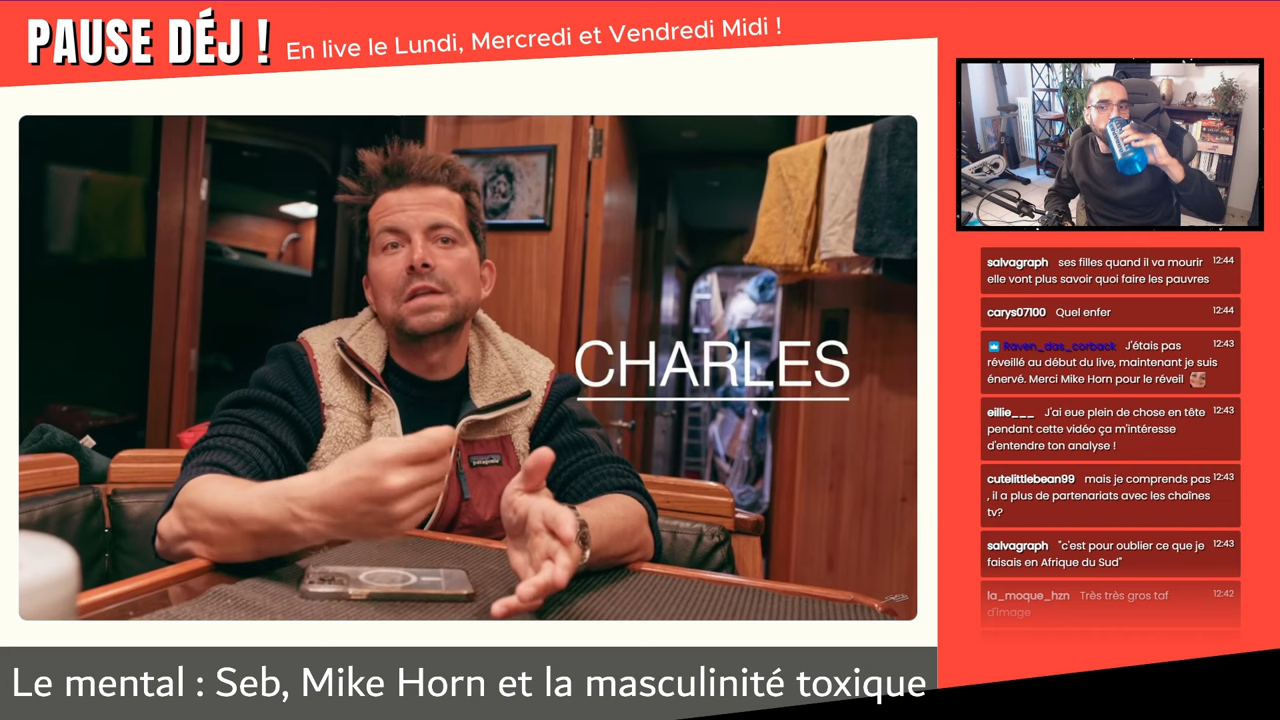 PAUSE DÉJ !
En live le Lundi, Mercredi et Vendredi Midi !
CHARLES
patagonia
salvagraph ses filles quand il va mourir 12:44
elle vont plus savoir quoi faire les pauvres
carys07100 Quel enfer 12:44
Raven_das_corback J'étais pas 12:43
réveillé au début du live, maintenant je suis
énervé. Merci Mike Horn pour le réveil
eillie___ J'ai eue plein de chose en tête 12:43
pendant cette vidéo ça m'intéresse
d'entendre ton analyse !
cutelittlebean99 mais je comprends pas 12:43
, il a plus de partenariats avec les chaînes
tv?
salvagraph "c'est pour oublier ce que je 12:43
faisais en Afrique du Sud"
la_moque_hzn Très très gros taf 12:42
d'image
Le mental : Seb, Mike Horn et la masculinité toxique